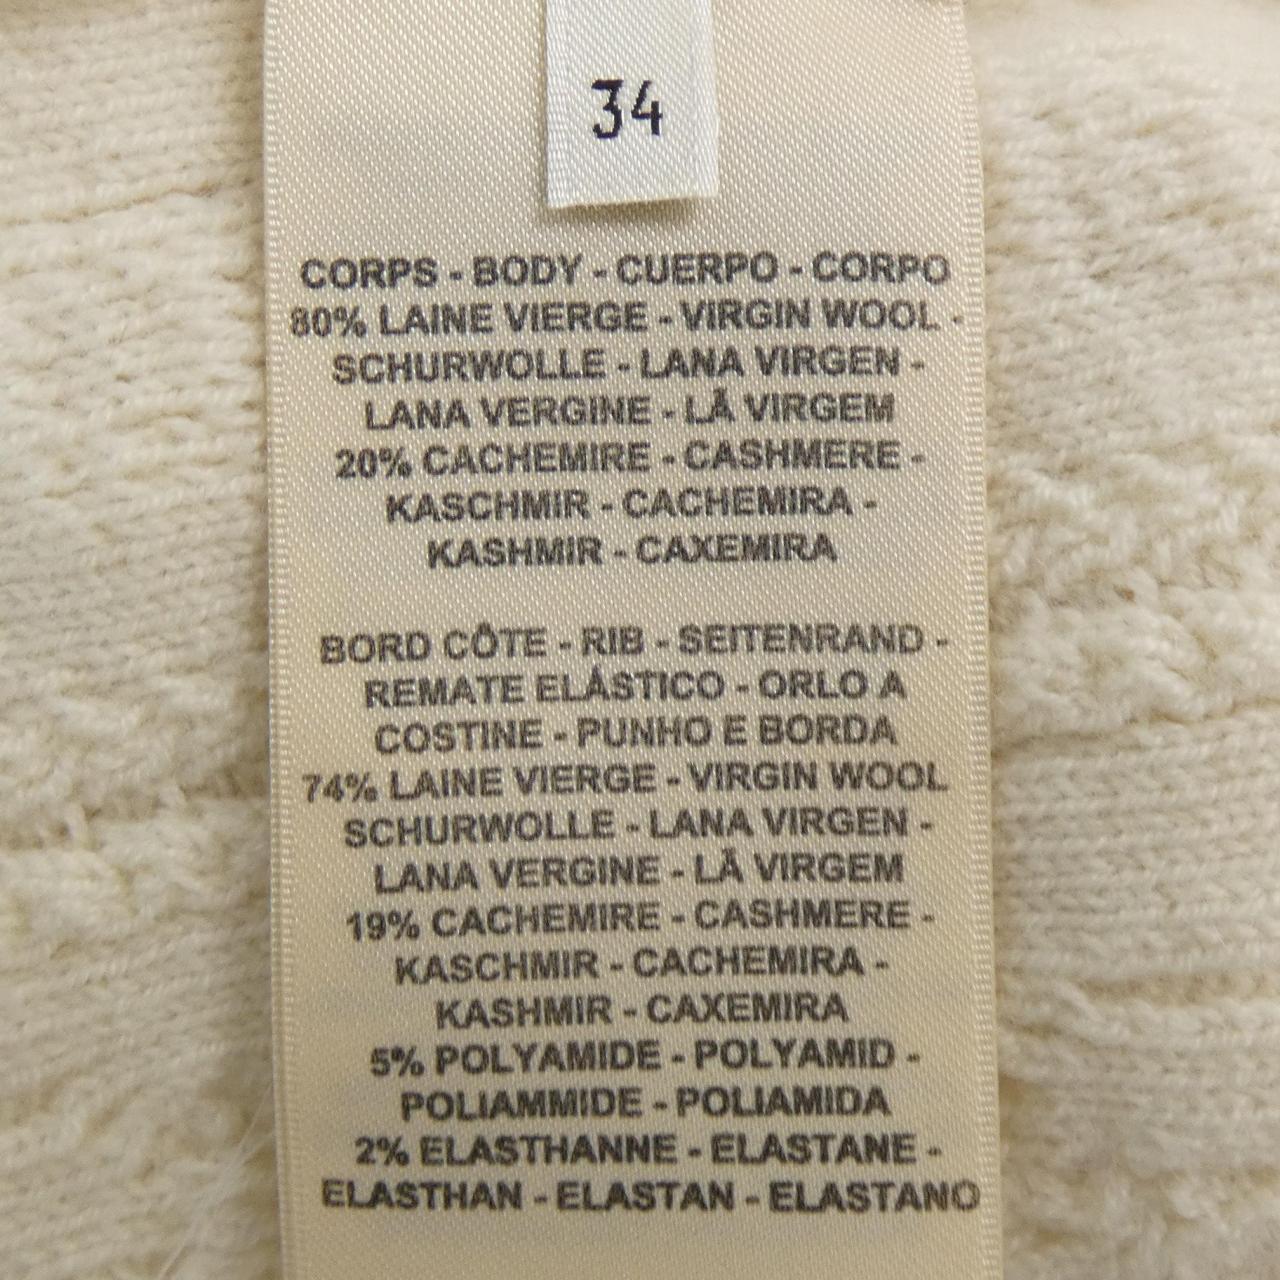 34
CORPS - BODY - CUERPO - CORPO
80% LAINE VIERGE - VIRGIN WOOL -
SCHURWOLLE - LANA VIRGEN -
LANA VERGINE - LÃ VIRGEM
20% CACHEMIRE - CASHMERE -
KASCHMIR - CACHEMIRA -
KASHMIR - CAXEMIRA
BORD CÔTE - RIB - SEITENRAND -
REMATE ELÁSTICO - ORLO A
COSTINE - PUNHO E BORDA
74% LAINE VIERGE - VIRGIN WOOL
SCHURWOLLE - LANA VIRGEN -
LANA VERGINE - LÃ VIRGEM
19% CACHEMIRE - CASHMERE -
KASCHMIR - CACHEMIRA -
KASHMIR - CAXEMIRA
5% POLYAMIDE - POLYAMID -
POLIAMMIDE - POLIAMIDA
2% ELASTHANNE - ELASTANE -
ELASTHAN - ELASTAN - ELASTANO